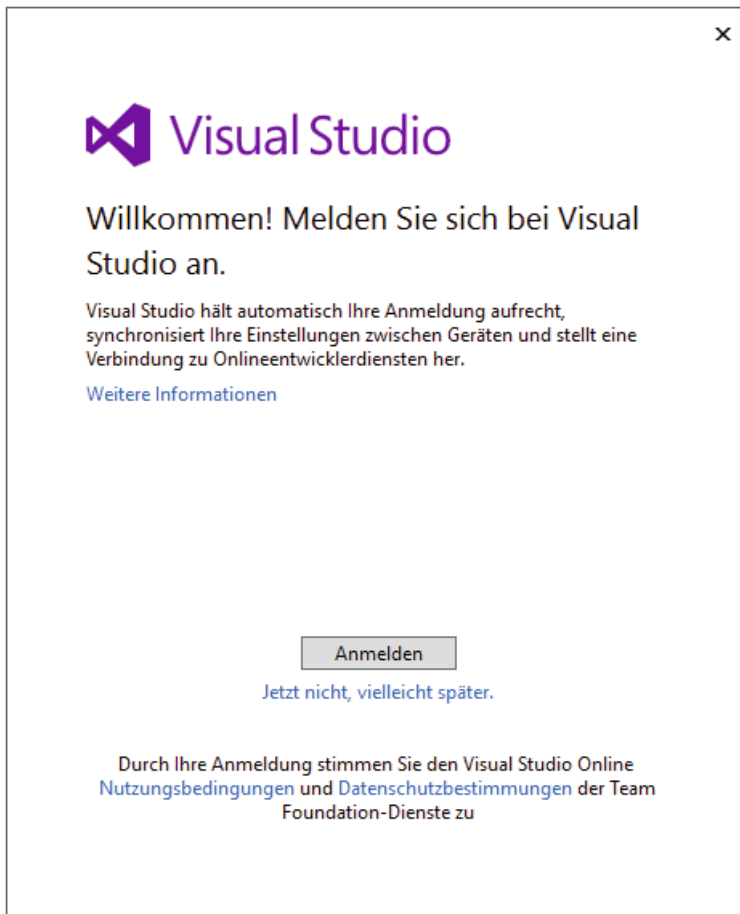 Visual Studio
Willkommen! Melden Sie sich bei Visual
Studio an.
Visual Studio hält automatisch Ihre Anmeldung aufrecht,
synchronisiert Ihre Einstellungen zwischen Geräten und stellt eine
Verbindung zu Onlineentwicklerdiensten her.
Weitere Informationen
Anmelden
Jetzt nicht, vielleicht später.
Durch Ihre Anmeldung stimmen Sie den Visual Studio Online
Nutzungsbedingungen und Datenschutzbestimmungen der Team
Foundation-Dienste zu